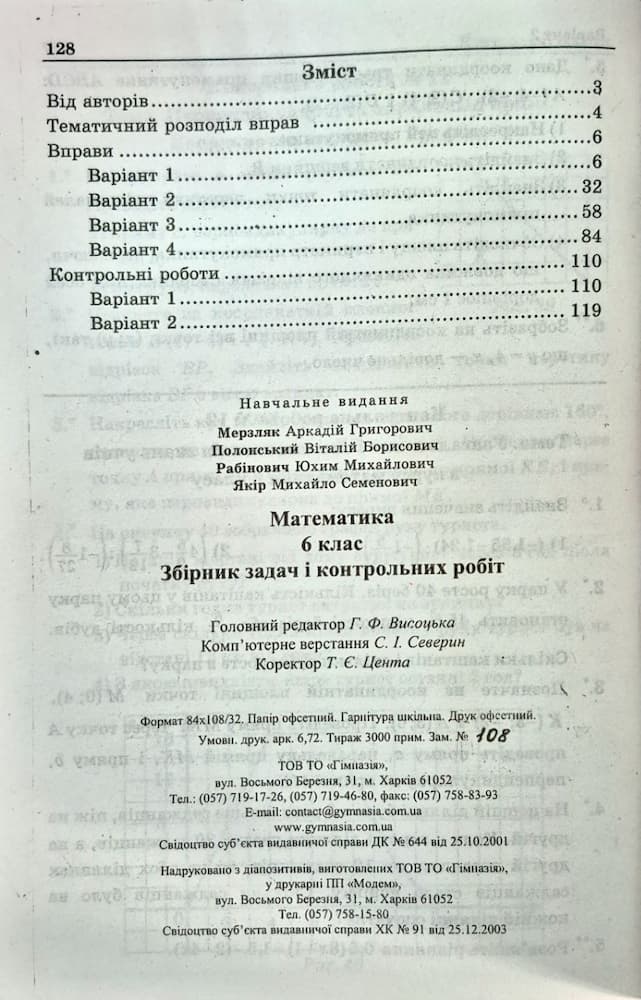 128
Зміст
Від авторів........................................................3
Тематичний розподіл вправ ........................................4
Вправи............................................................6
Варіант 1.........................................................6
Варіант 2........................................................32
Варіант 3........................................................58
Варіант 4........................................................84
Контрольні роботи...............................................110
Варіант 1.......................................................110
Варіант 2.......................................................119
Навчальне видання
Мерзляк Аркадій Григорович
Полонський Віталій Борисович
Рабінович Юхим Михайлович
Якір Михайло Семенович
Математика
6 клас
Збірник задач і контрольних робіт
Головний редактор Г. Ф. Висоцька
Комп’ютерне верстання С. І. Северин
Коректор Т. Є. Цента
Формат 84х108/32. Папір офсетний. Гарнітура шкільна. Друк офсетний.
Умовн. друк. арк. 6,72. Тираж 3000 прим. Зам. № 108
ТОВ ТО «Гімназія»,
вул. Восьмого Березня, 31, м. Харків 61052
Тел.: (057) 719-17-26, (057) 719-46-80, факс: (057) 758-83-93
E-mail: contact@gymnasia.com.ua
www.gymnasia.com.ua
Свідоцтво суб’єкта видавничої справи ДК № 644 від 25.10.2001
Надруковано з діапозитивів, виготовлених ТОВ ТО «Гімназія»,
у друкарні ПП «Модем»,
вул. Восьмого Березня, 31, м. Харків 61052
Тел. (057) 758-15-80
Свідоцтво суб’єкта видавничої справи ХК № 91 від 25.12.2003